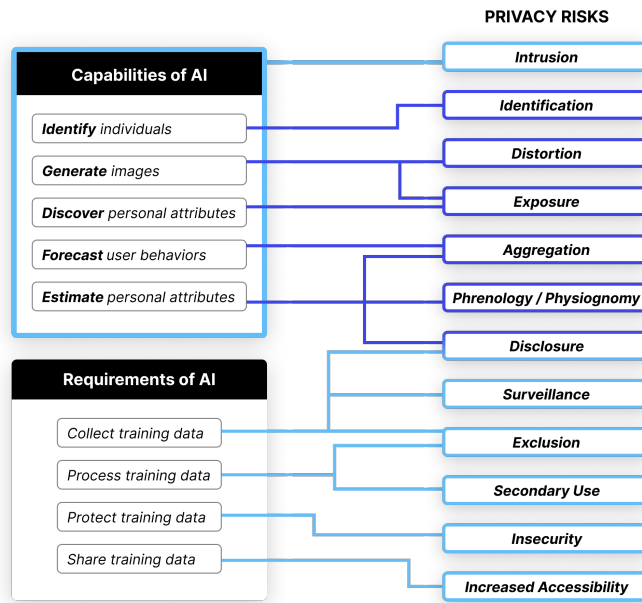 PRIVACY RISKS
Capabilities of AI
Identify individuals
Generate images
Discover personal attributes
Forecast user behaviors
Estimate personal attributes
Requirements of AI
Collect training data
Process training data
Protect training data
Share training data
Intrusion
Identification
Distortion
Exposure
Aggregation
Phrenology / Physiognomy
Disclosure
Surveillance
Exclusion
Secondary Use
Insecurity
Increased Accessibility